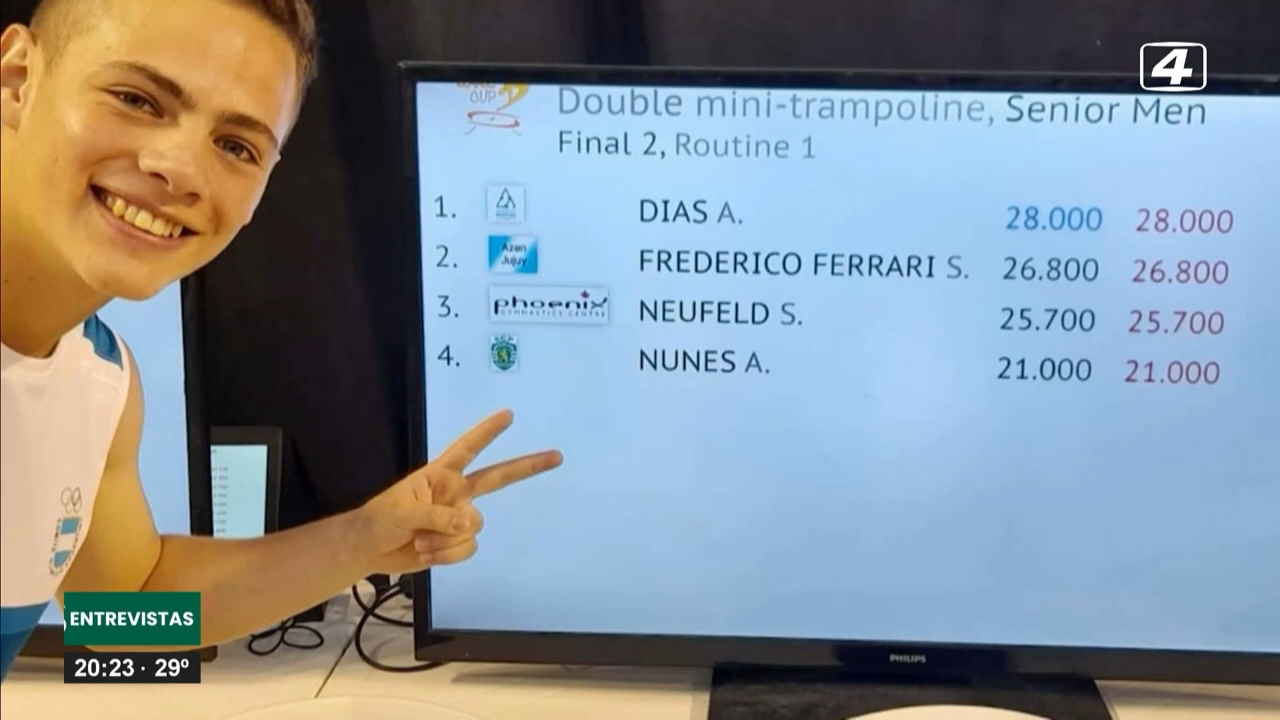 4
CUP
Double mini-trampoline, Senior Men
Final 2, Routine 1
1. DIAS A. 28.000 28.000
2. Azen Jujuy FREDERICO FERRARI S. 26.800 26.800
3. phoenix GYMNASTICS CENTRE NEUFELD S. 25.700 25.700
4. SCP NUNES A. 21.000 21.000
ENTREVISTAS
20:23 · 29º
PHILIPS